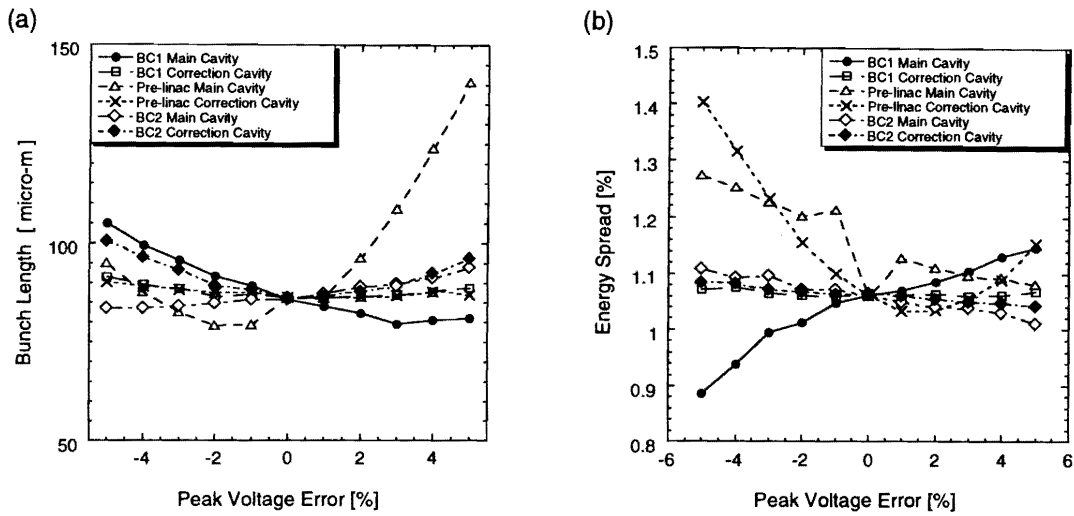 (a)
150
100
50
Bunch Length [ micro-m]
BC1 Main Cavity
BC1 Correction Cavity
Pre-linac Main Cavity
Pre-linac Correction Cavity
BC2 Main Cavity
BC2 Correction Cavity
-4 -2 0 2 4
Peak Voltage Error [%]
(b)
1.5
1.4
1.3
1.2
1.1
1
0.9
0.8
Energy Spread [%]
BC1 Main Cavity
BC1 Correction Cavity
Pre-linac Main Cavity
Pre-linac Correction Cavity
BC2 Main Cavity
BC2 Correction Cavity
-6 -4 -2 0 2 4 6
Peak Voltage Error [%]